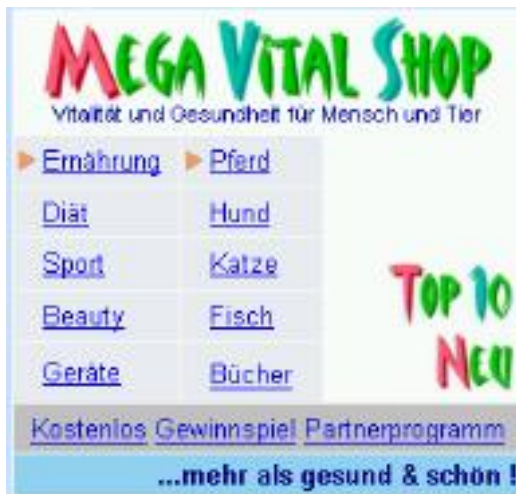 MEGA VITAL SHOP
Vitalität und Gesundheit für Mensch und Tier
Ernährung Pferd
Diät Hund
Sport Katze
Beauty Fisch
Geräte Bücher
TOP 10
NEU
Kostenlos Gewinnspiel Partnerprogramm
...mehr als gesund & schön !